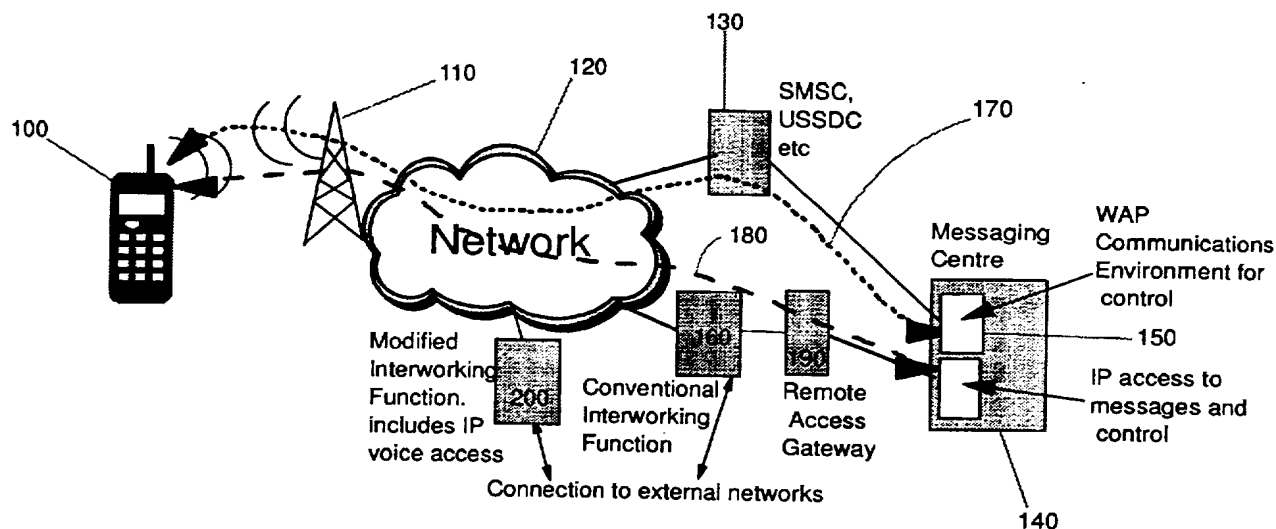 130
110
120
SMSC,
USSDC
etc
170
100
WAP
Communications
Environment for
control
Messaging
Centre
Network
180
150
Modified
Interworking
Function.
includes IP
voice access
200
160
Conventional
Interworking
Function
190
Remote
Access
Gateway
IP access to
messages and
control
Connection to external networks
140